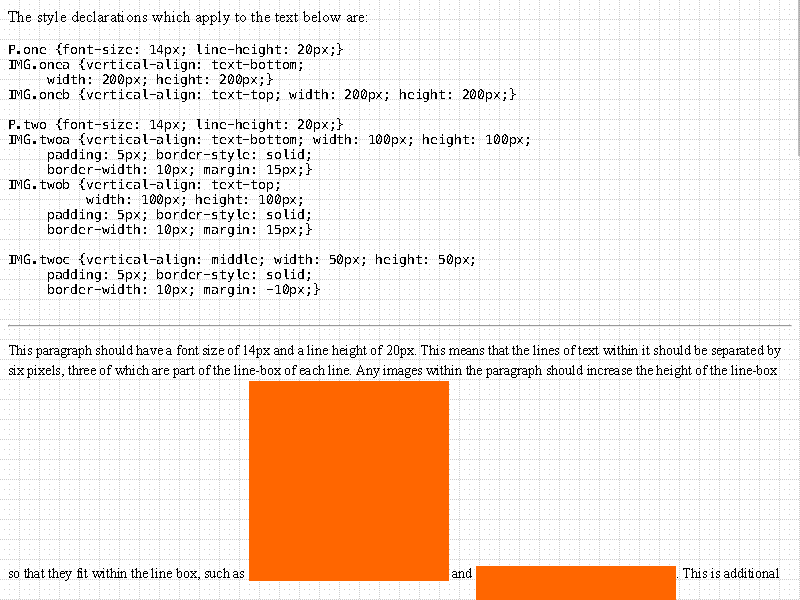 The style declarations which apply to the text below are:
P.one {font-size: 14px; line-height: 20px;}
IMG.onea {vertical-align: text-bottom;
width: 200px; height: 200px;}
IMG.oneb {vertical-align: text-top; width: 200px; height: 200px;}
P.two {font-size: 14px; line-height: 20px;}
IMG.twoa {vertical-align: text-bottom; width: 100px; height: 100px;
padding: 5px; border-style: solid;
border-width: 10px; margin: 15px;}
IMG.twob {vertical-align: text-top;
width: 100px; height: 100px;
padding: 5px; border-style: solid;
border-width: 10px; margin: 15px;}
IMG.twoc {vertical-align: middle; width: 50px; height: 50px;
padding: 5px; border-style: solid;
border-width: 10px; margin: -10px;}
This paragraph should have a font size of 14px and a line height of 20px. This means that the lines of text within it should be separated by
six pixels, three of which are part of the line-box of each line. Any images within the paragraph should increase the height of the line-box
so that they fit within the line box, such as and . This is additional